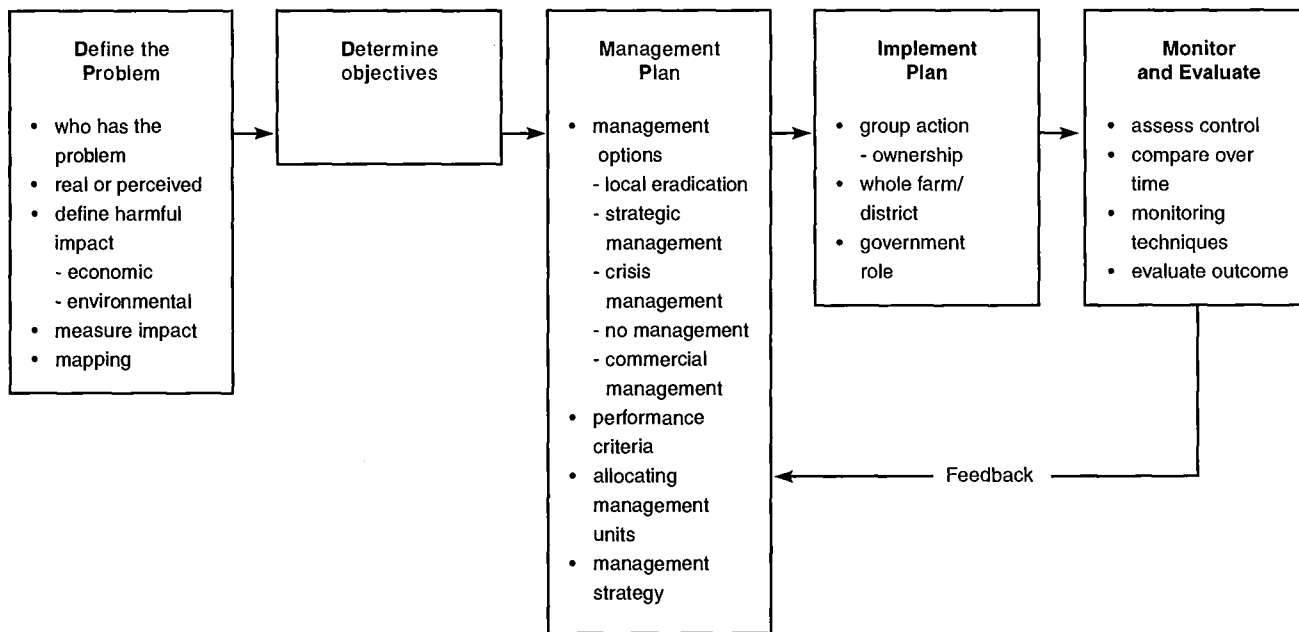 Define the
Problem
• who has the
problem
• real or perceived
• define harmful
impact
- economic
- environmental
• measure impact
• mapping
Determine
objectives
Management
Plan
• management
options
- local eradication
- strategic
management
- crisis
management
- no management
- commercial
management
• performance
criteria
• allocating
management
units
• management
strategy
Implement
Plan
• group action
- ownership
• whole farm/
district
• government
role
Monitor
and Evaluate
• assess control
• compare over
time
• monitoring
techniques
• evaluate outcome
Feedback